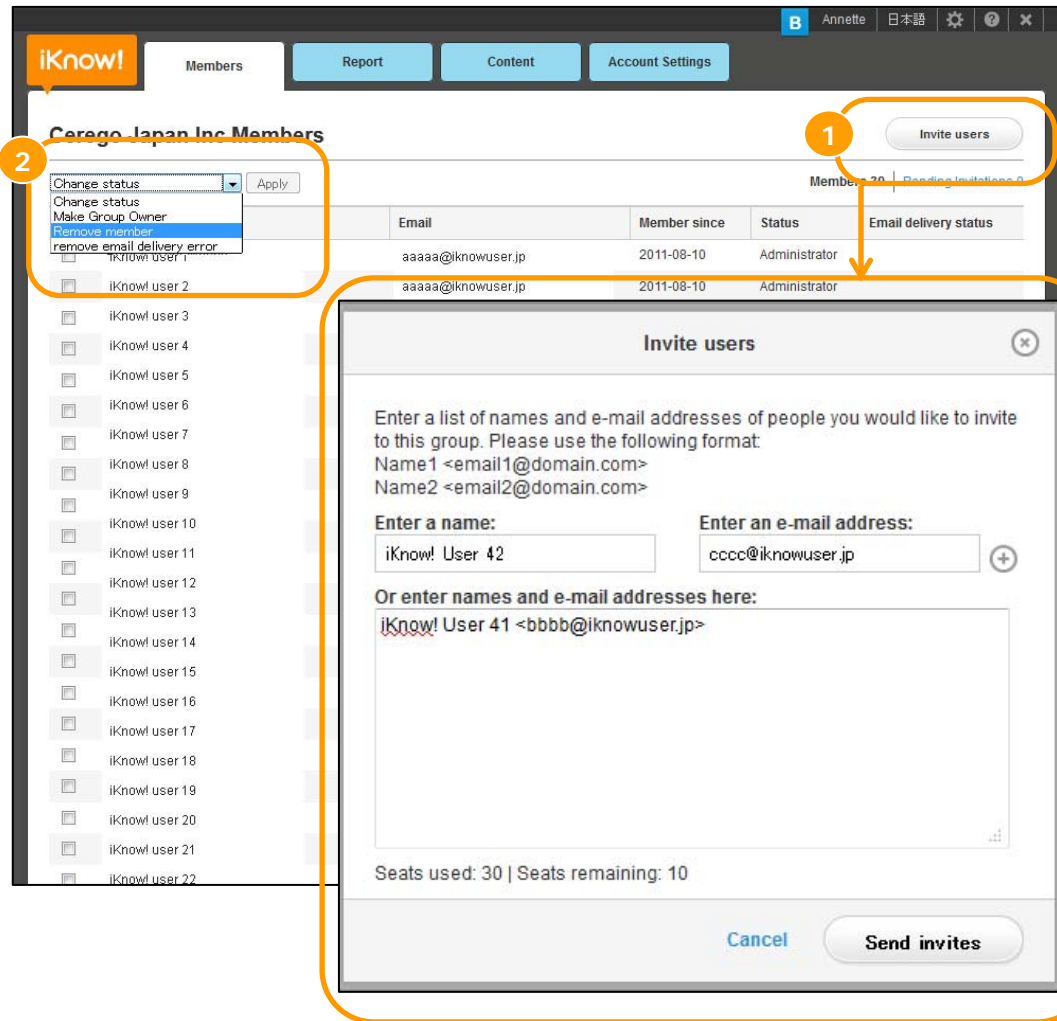 B Annette 日本語
iKnow!
Members Report Content Account Settings
Cerego Japan Inc Members
1
Invite users
2
Change status Apply
Members 30 Pending Invitations 0
Change status
Make Group Owner
Remove member
remove email delivery error
Email Member since Status Email delivery status
iKnow! user 1 aaaaa@iknowuser.jp 2011-08-10 Administrator
iKnow! user 2 aaaaa@iknowuser.jp 2011-08-10 Administrator
iKnow! user 3
iKnow! user 4
iKnow! user 5
iKnow! user 6
iKnow! user 7
iKnow! user 8
iKnow! user 9
iKnow! user 10
iKnow! user 11
iKnow! user 12
iKnow! user 13
iKnow! user 14
iKnow! user 15
iKnow! user 16
iKnow! user 17
iKnow! user 18
iKnow! user 19
iKnow! user 20
iKnow! user 21
iKnow! user 22
Invite users
Enter a list of names and e-mail addresses of people you would like to invite
to this group. Please use the following format:
Name1 <email1@domain.com>
Name2 <email2@domain.com>
Enter a name: Enter an e-mail address:
iKnow! User 42 cccc@iknowuser.jp
Or enter names and e-mail addresses here:
iKnow! User 41 <bbbb@iknowuser.jp>
Seats used: 30 | Seats remaining: 10
Cancel Send invites